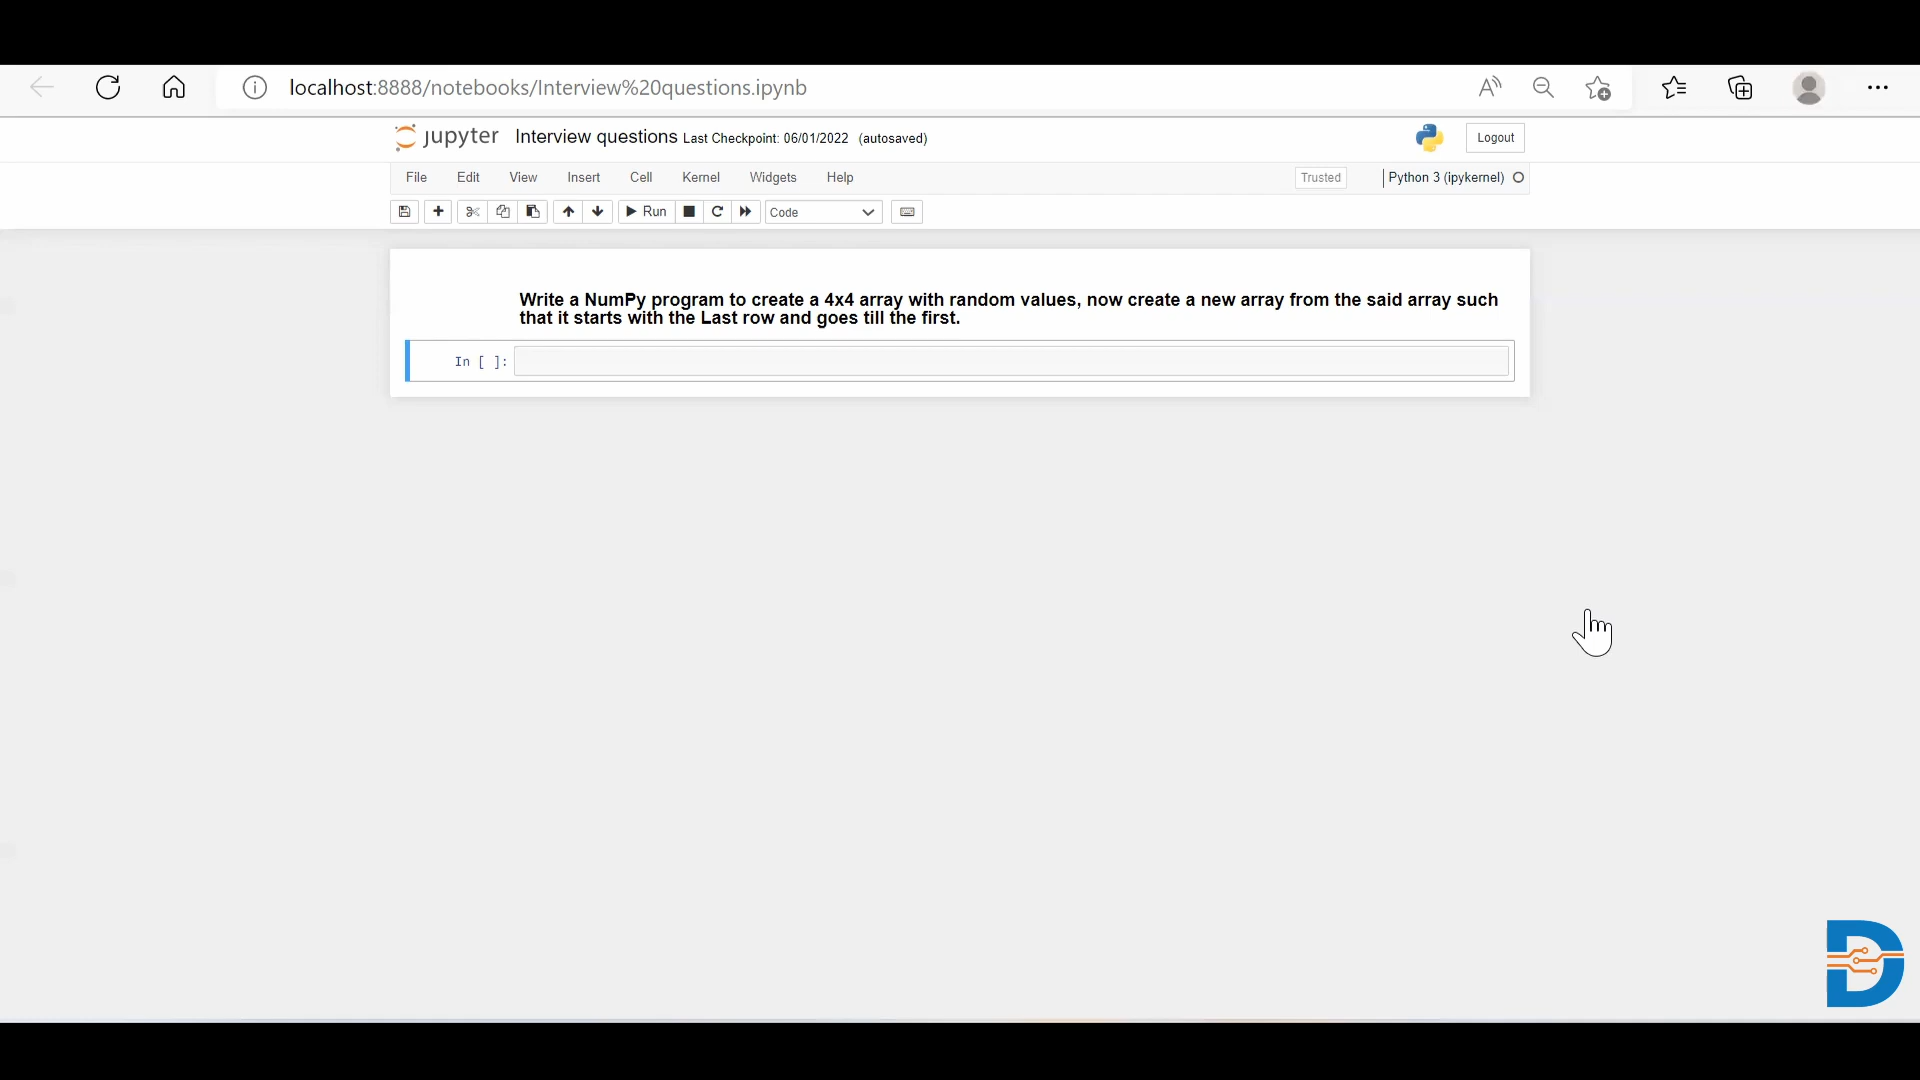 localhost:8888/notebooks/Interview%20questions.ipynb
jupyter Interview questions Last Checkpoint: 06/01/2022 (autosaved)
Logout
File Edit View Insert Cell Kernel Widgets Help
Trusted
Python 3 (ipykernel)
Run
Code
Write a NumPy program to create a 4x4 array with random values, now create a new array from the said array such
that it starts with the Last row and goes till the first.
In [ ]: